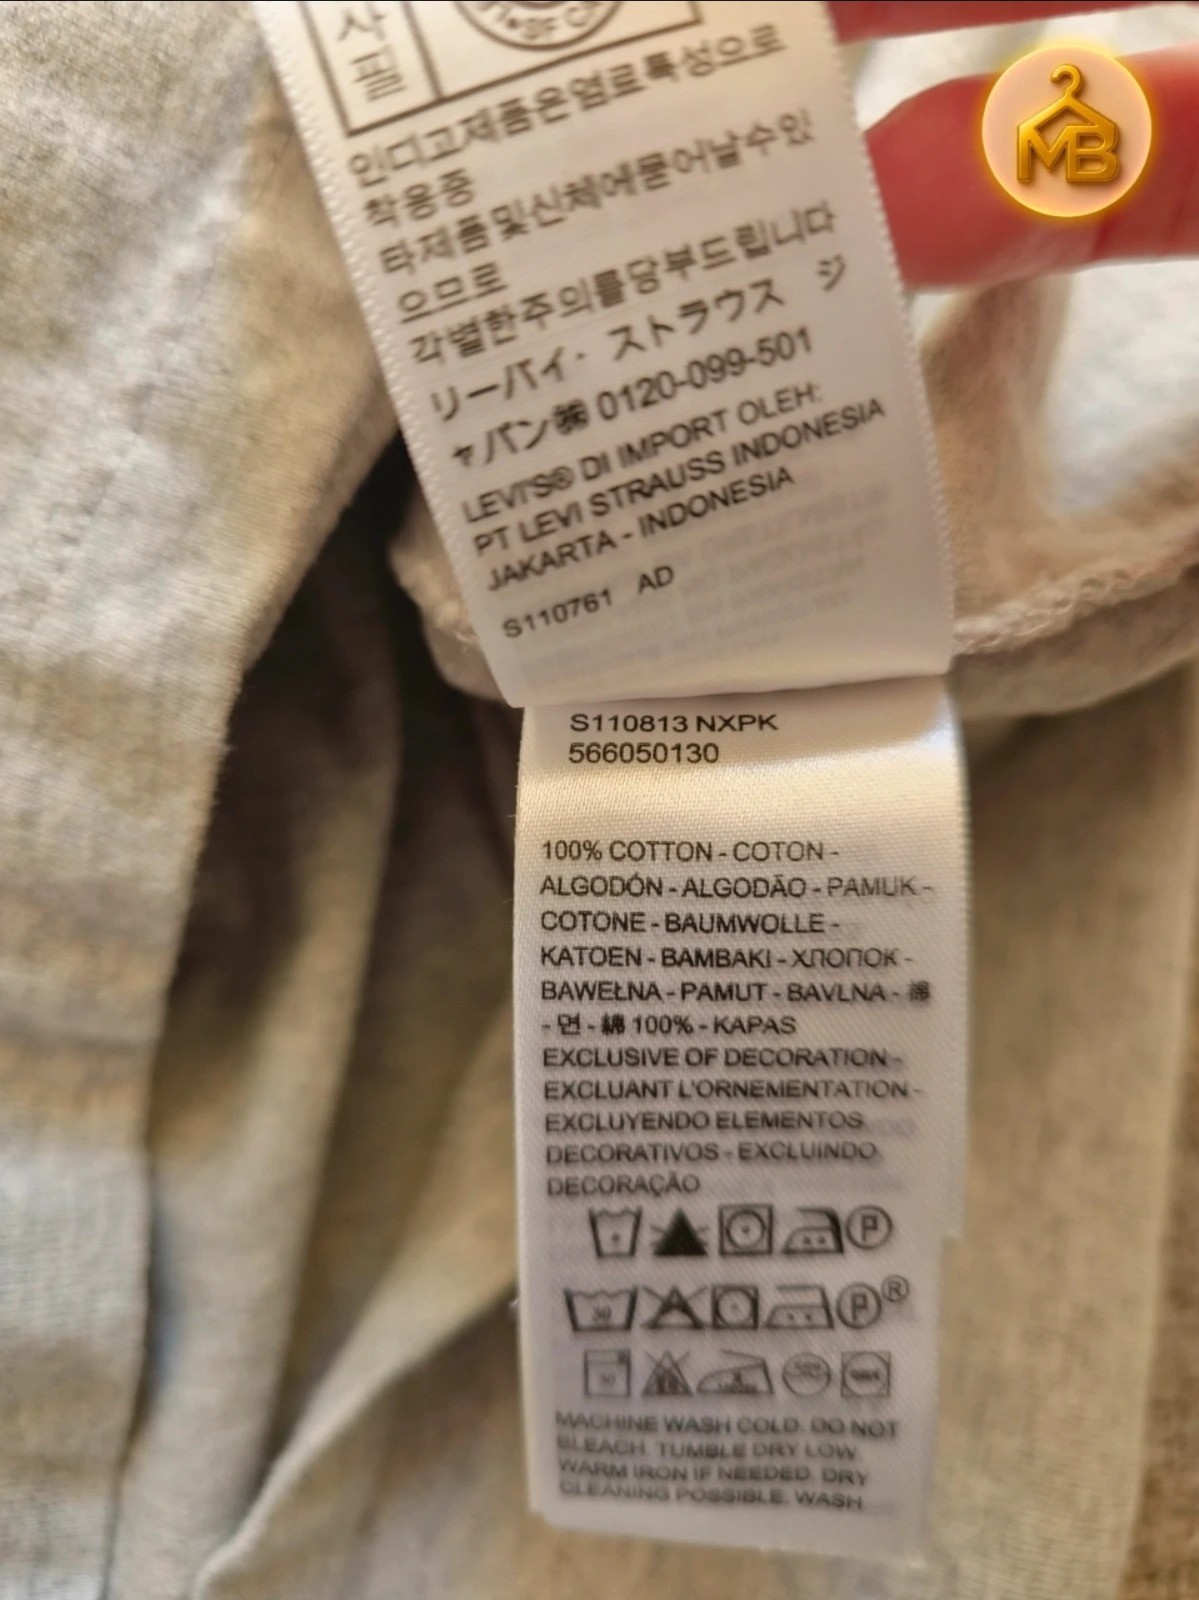 사
필
인디고제품은염료특성으로
착용중
타제품및신체에물어날수있
으므로
각별한주의를당부드립니다
リーバイ・ストラウス ジ
ャパン㈱ 0120-099-501
LEVI'S® DI IMPORT OLEH:
PT LEVI STRAUSS INDONESIA
JAKARTA - INDONESIA
S110761 AD
S110813 NXPK
566050130
100% COTTON - COTON -
ALGODÓN - ALGODÃO - PAMUK -
COTONE - BAUMWOLLE -
KATOEN - BAMBAKI - ХЛОПОК -
BAWEŁNA - PAMUT - BAVLNA - 綿
- 면 - 綿 100% - KAPAS
EXCLUSIVE OF DECORATION -
EXCLUANT L'ORNEMENTATION -
EXCLUYENDO ELEMENTOS
DECORATIVOS - EXCLUINDO
DECORAÇÃO
P
30 P ®
30
MACHINE WASH COLD. DO NOT
BLEACH. TUMBLE DRY LOW.
WARM IRON IF NEEDED. DRY
CLEANING POSSIBLE. WASH
MB